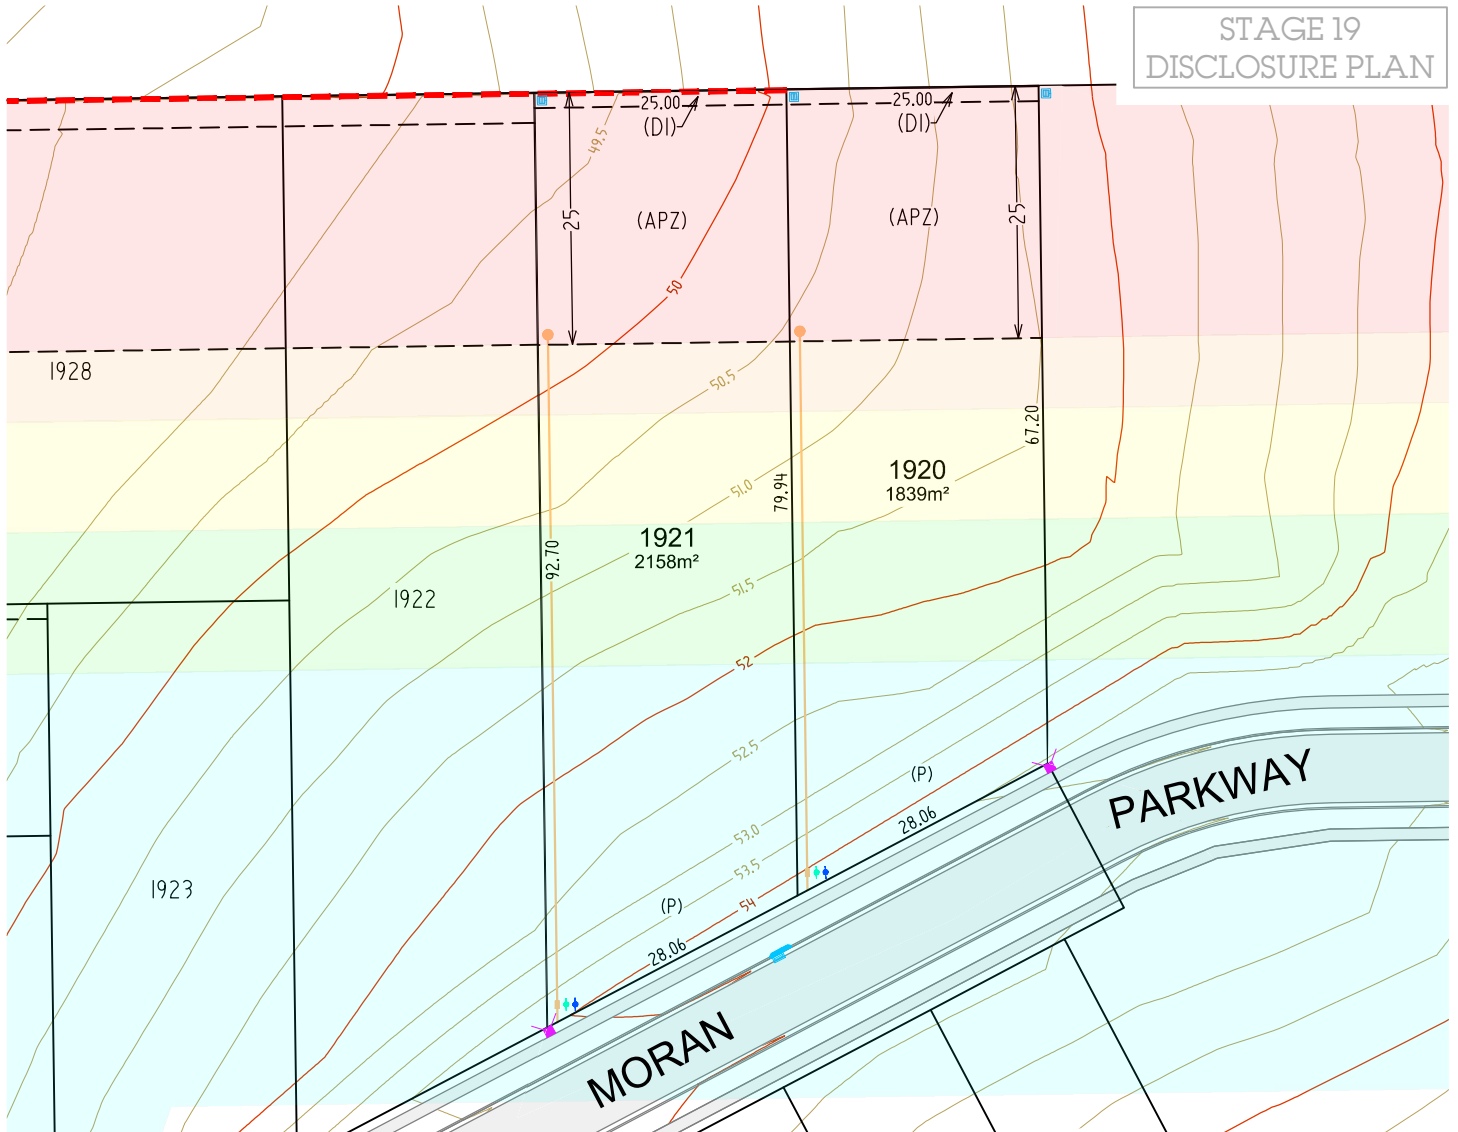 STAGE 19
DISCLOSURE PLAN
25.00
(DI)
25.00
(DI)
49.5
25
(APZ)
(APZ)
25
50
1928
50.5
67.20
1920
1839m²
51.0
79.94
1921
2158m²
92.70
51.5
1922
52
52.5
(P)
PARKWAY
28.06
53.0
53.5
1923
(P)
54
28.06
MORAN